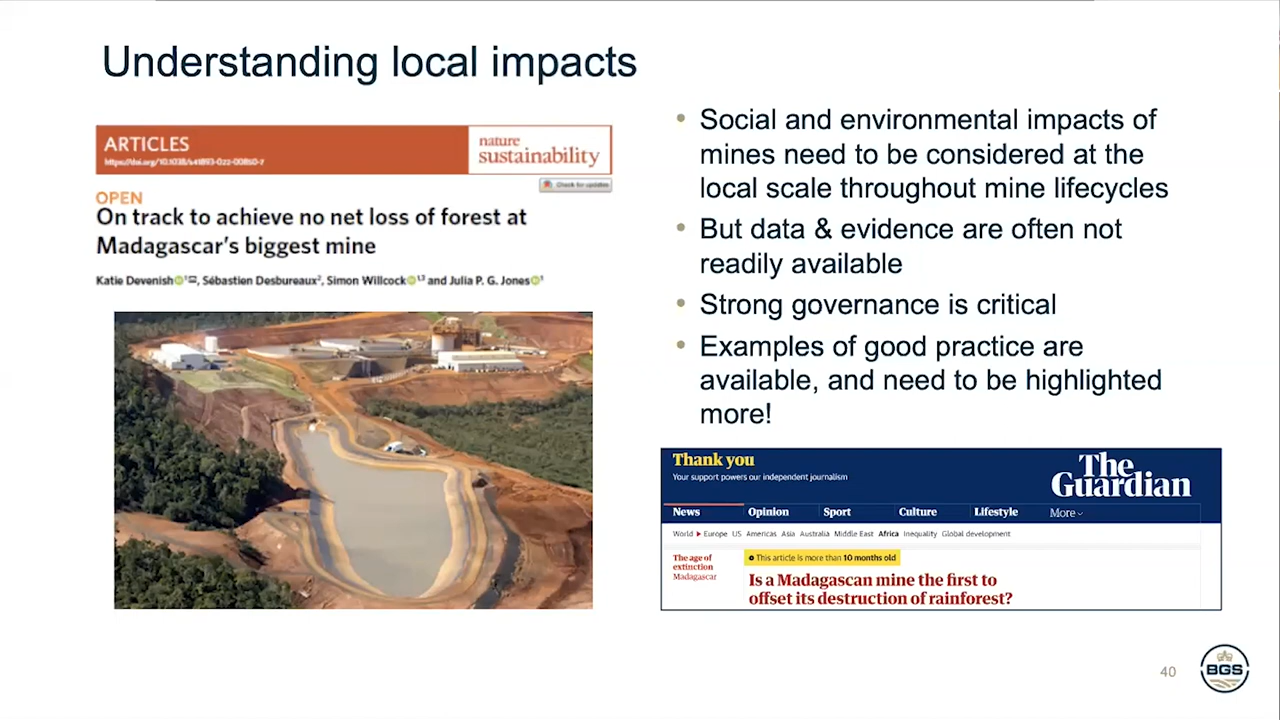 Understanding local impacts
ARTICLES
https://doi.org/10.1038/s41893-022-00850-7
nature
sustainability
Check for updates
OPEN
On track to achieve no net loss of forest at
Madagascar's biggest mine
Katie Devenish 1✉, Sébastien Desbureaux2, Simon Willcock 1,3 and Julia P. G. Jones 1
• Social and environmental impacts of
mines need to be considered at the
local scale throughout mine lifecycles
• But data & evidence are often not
readily available
• Strong governance is critical
• Examples of good practice are
available, and need to be highlighted
more!
Thank you
Your support powers our independent journalism
The
Guardian
News Opinion Sport Culture Lifestyle More
World Europe US Americas Asia Australia Middle East Africa Inequality Global development
The age of
extinction
Madagascar
This article is more than 10 months old
Is a Madagascan mine the first to
offset its destruction of rainforest?
40
BGS